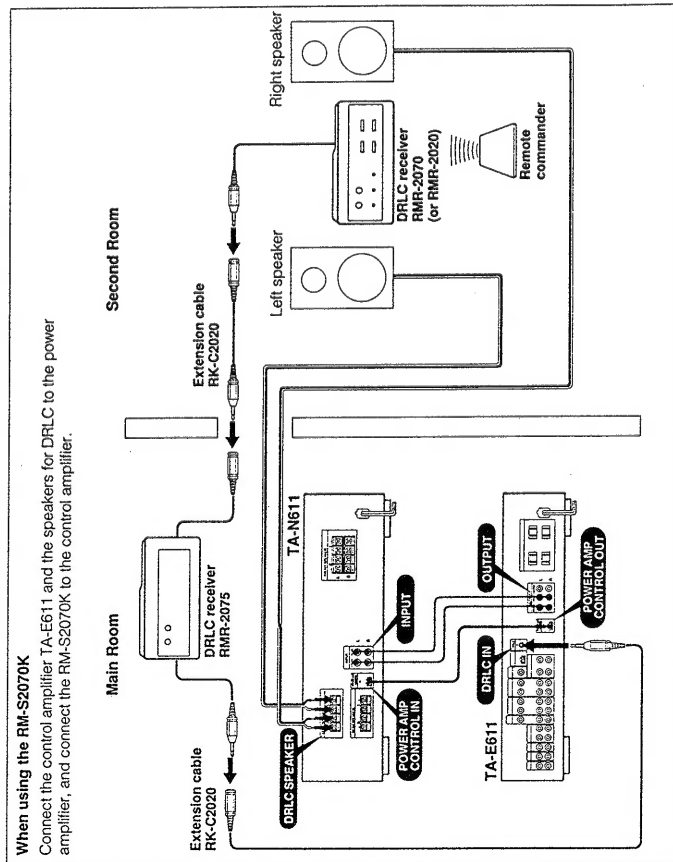 When using the RM-S2070K
Connect the control amplifier TA-E611 and the speakers for DRLC to the power
amplifier, and connect the RM-S2070K to the control amplifier.
Main Room
Second Room
Extension cable
RK-C2020
DRLC receiver
RMR-2075
Extension cable
RK-C2020
Left speaker
Right speaker
DRLC receiver
RMR-2070
(or RMR-2020)
Remote
commander
TA-N611
DRLC SPEAKER
POWER AMP
CONTROL IN
INPUT
TA-E611
DRLC IN
OUTPUT
POWER AMP
CONTROL OUT